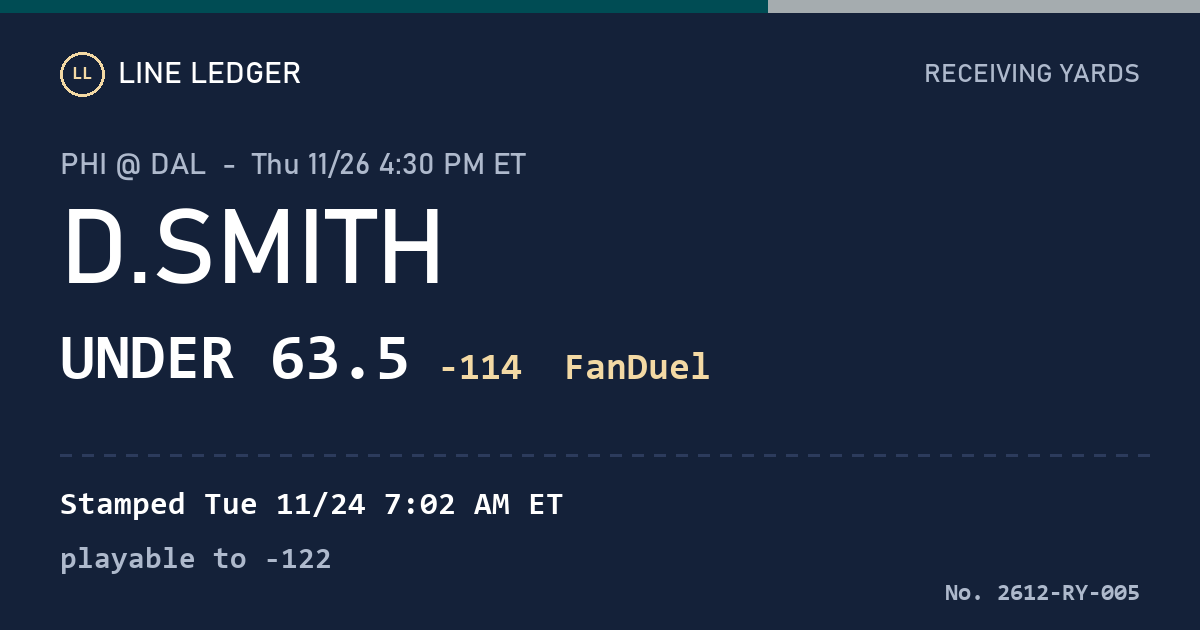 LL LINE LEDGER
RECEIVING YARDS
PHI @ DAL - Thu 11/26 4:30 PM ET
D.SMITH
UNDER 63.5 -114 FanDuel
Stamped Tue 11/24 7:02 AM ET
playable to -122
No. 2612-RY-005